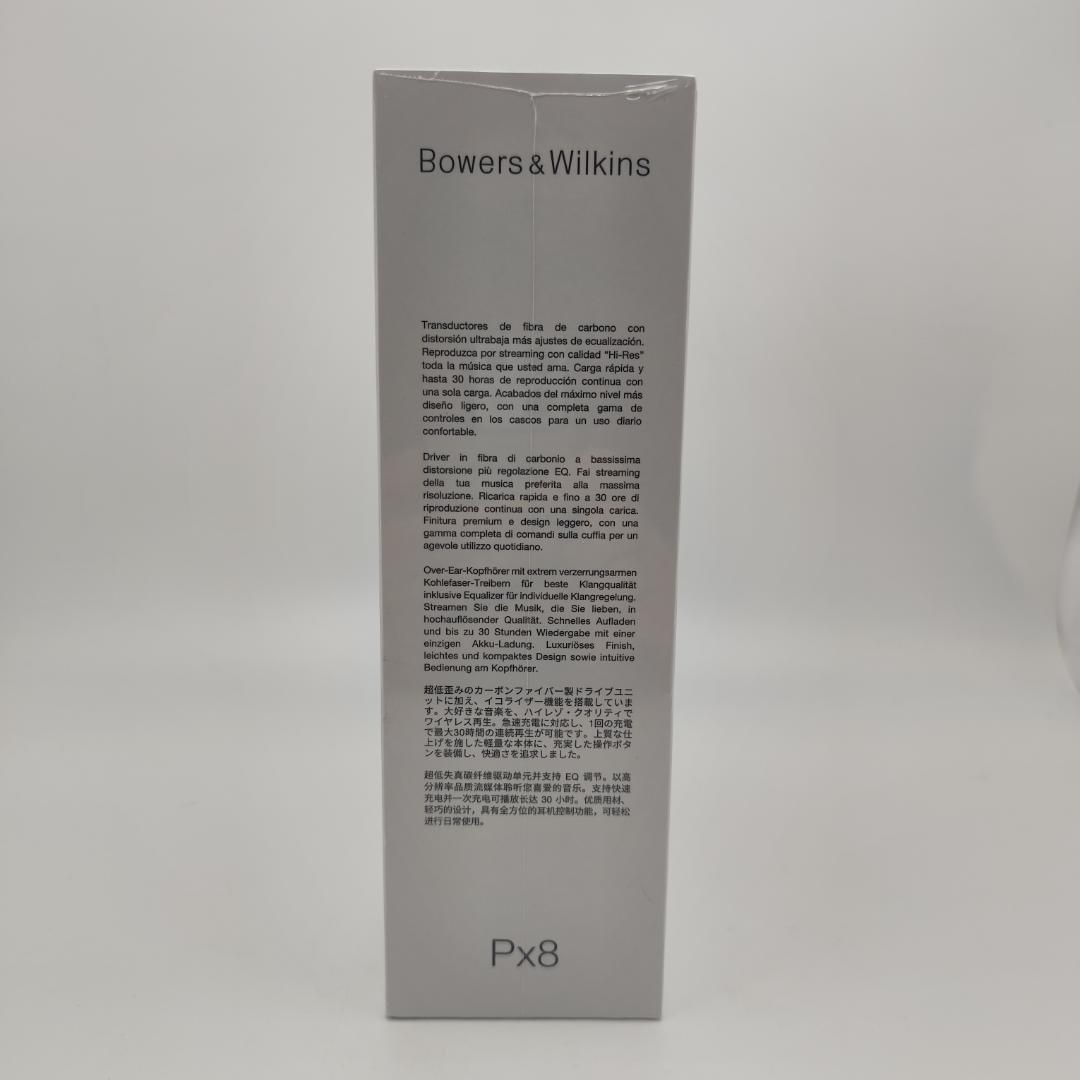 Bowers & Wilkins
Transductores de fibra de carbono con
distorsión ultrabaja más ajustes de ecualización.
Reproduzca por streaming con calidad "Hi-Res"
toda la música que usted ama. Carga rápida y
hasta 30 horas de reproducción continua con
una sola carga. Acabados del máximo nivel más
diseño ligero, con una completa gama de
controles en los cascos para un uso diario
confortable.
Driver in fibra di carbonio a bassissima
distorsione più regolazione EQ. Fai streaming
della tua musica preferita alla massima
risoluzione. Ricarica rapida e fino a 30 ore di
riproduzione continua con una singola carica.
Finitura premium e design leggero, con una
gamma completa di comandi sulla cuffia per un
agevole utilizzo quotidiano.
Over-Ear-Kopfhörer mit extrem verzerrungsarmen
Kohlefaser-Treibern für beste Klangqualität
inklusive Equalizer für individuelle Klangregelung.
Streamen Sie die Musik, die Sie lieben, in
hochauflösender Qualität. Schnelles Aufladen
und bis zu 30 Stunden Wiedergabe mit einer
einzigen Akku-Ladung. Luxuriöses Finish,
leichtes und kompaktes Design sowie intuitive
Bedienung am Kopfhörer.
超低歪みのカーボンファイバー製ドライブユニ
ットに加え、イコライザー機能を搭載していま
す。大好きな音楽を、ハイレゾ・クオリティで
ワイヤレス再生。急速充電に対応し、1回の充電
で最大30時間の連続再生が可能です。上質な仕
上げを施した軽量な本体に、充実した操作ボタ
ンを装備し、快適さを追求しました。
超低失真碳纤维驱动单元并支持 EQ 调节。以高
分辨率品质流媒体聆听您喜爱的音乐。支持快速
充电并一次充电可播放长达 30 小时。优质用材、
轻巧的设计，具有全方位的耳机控制功能，可轻松
进行日常使用。
Px8